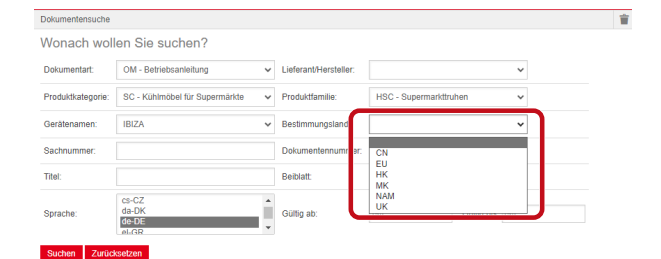 Dokumentensuche
Wonach wollen Sie suchen?
Dokumentart: OM - Betriebsanleitung Lieferant/Hersteller:
Produktkategorie: SC - Kühlmöbel für Supermärkte Produktfamilie: HSC - Supermarkttruhen
Gerätenamen: IBIZA Bestimmungsland
Sachnummer: Dokumentennummer:
CN
EU
HK
MK
NAM
UK
Titel: Beiblatt:
Sprache: cs-CZ
da-DK
de-DE
el-GR
Gültig ab:
Suchen Zurücksetzen